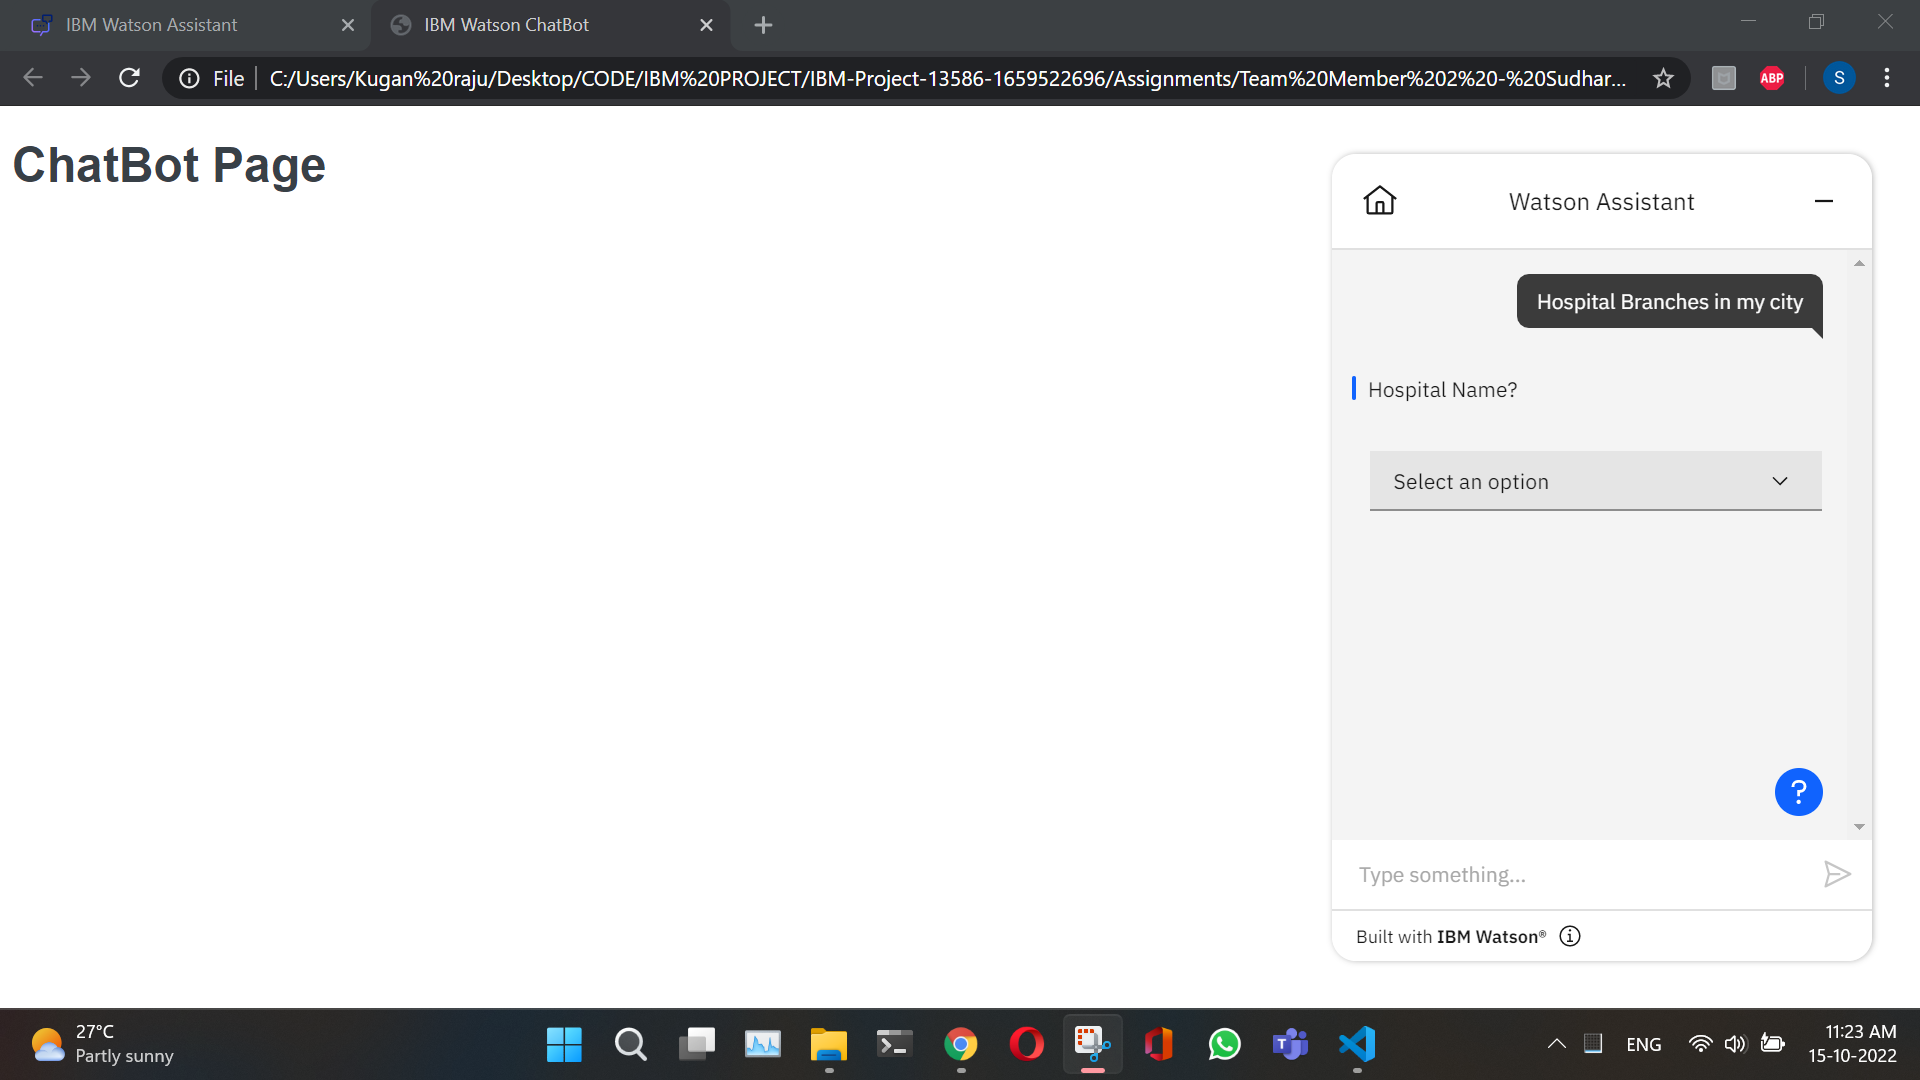 IBM Watson Assistant
IBM Watson ChatBot
File
C:/Users/Kugan%20raju/Desktop/CODE/IBM%20PROJECT/IBM-Project-13586-1659522696/Assignments/Team%20Member%202%20-%20Sudhar...
ABP
S
ChatBot Page
Watson Assistant
Hospital Branches in my city
Hospital Name?
Select an option
?
Type something...
Built with IBM Watson®
27°C
Partly sunny
ENG
11:23 AM
15-10-2022